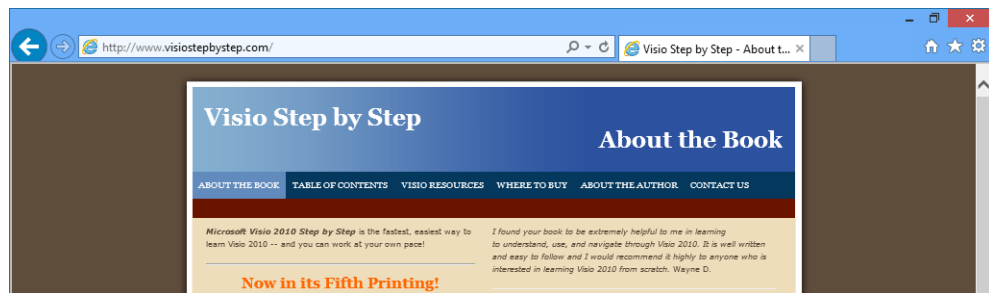 http://www.visiostepbystep.com/
Visio Step by Step - About t...
Visio Step by Step
About the Book
ABOUT THE BOOK TABLE OF CONTENTS VISIO RESOURCES WHERE TO BUY ABOUT THE AUTHOR CONTACT US
Microsoft Visio 2010 Step by Step is the fastest, easiest way to
learn Visio 2010 -- and you can work at your own pace!
Now in its Fifth Printing!
I found your book to be extremely helpful to me in learning
to understand, use, and navigate through Visio 2010. It is well written
and easy to follow and I would recommend it highly to anyone who is
interested in learning Visio 2010 from scratch. Wayne D.